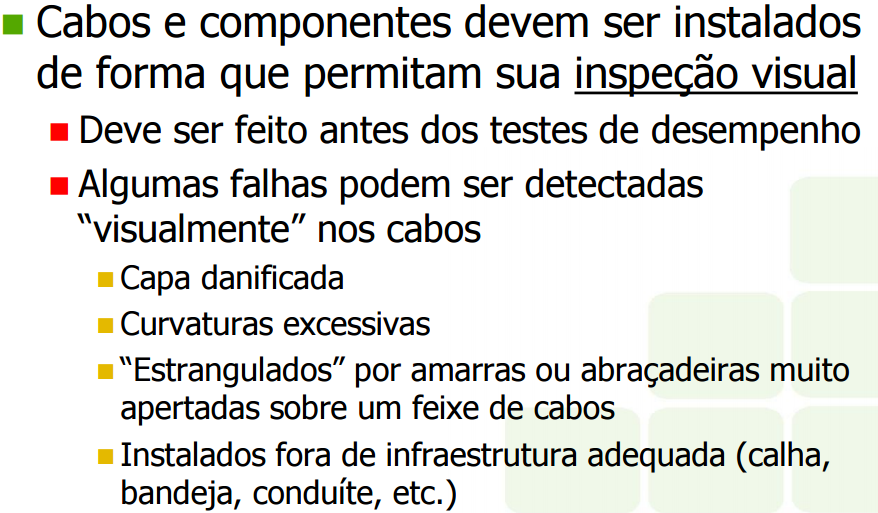 Cabos e componentes devem ser instalados
de forma que permitam sua inspeção visual
Deve ser feito antes dos testes de desempenho
Algumas falhas podem ser detectadas
“visualmente” nos cabos
Capa danificada
Curvaturas excessivas
“Estrangulados” por amarras ou abraçadeiras muito
apertadas sobre um feixe de cabos
Instalados fora de infraestrutura adequada (calha,
bandeja, conduíte, etc.)